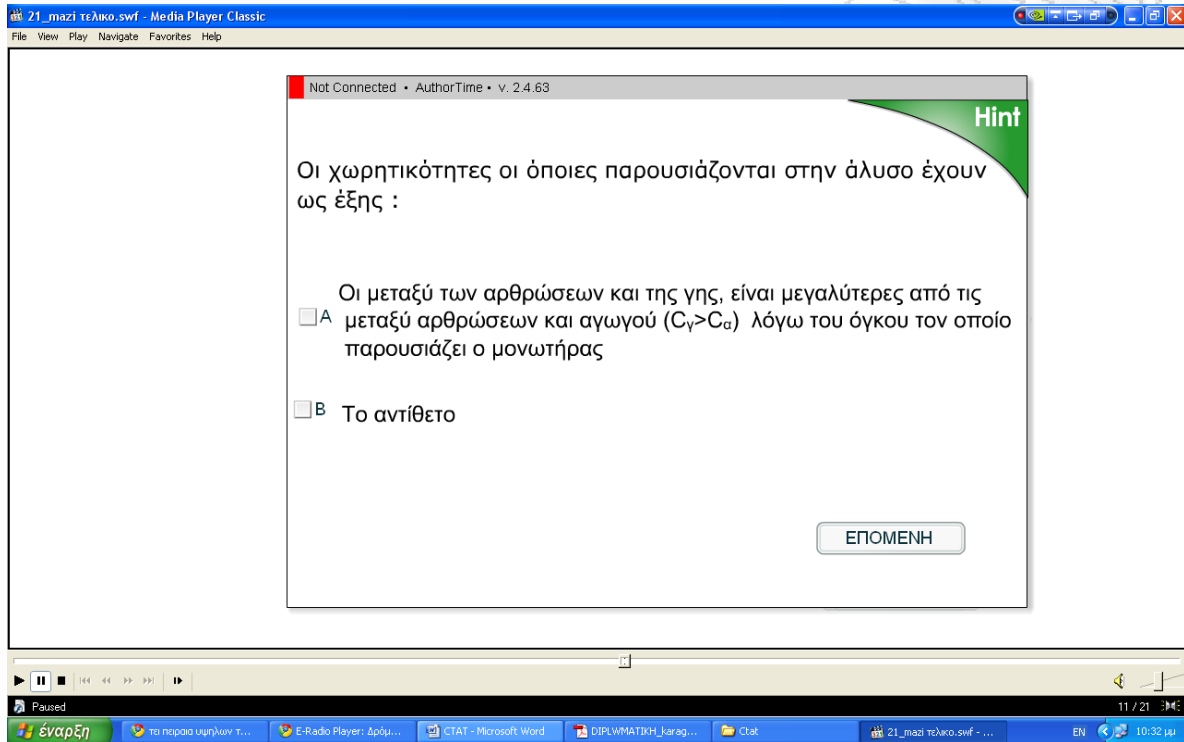 21_mazi τελικο.swf - Media Player Classic
File View Play Navigate Favorites Help
Not Connected • AuthorTime • v. 2.4.63
Hint
Οι χωρητικότητες οι όποιες παρουσιάζονται στην άλυσο έχουν
ως έξης :
Οι μεταξύ των αρθρώσεων και της γης, είναι μεγαλύτερες από τις
A μεταξύ αρθρώσεων και αγωγού (Cγ>Cα) λόγω του όγκου τον οποίο
παρουσιάζει ο μονωτήρας
B Το αντίθετο
ΕΠΟΜΕΝΗ
Paused
11 / 21
έναρξη
τει πειραια υψηλων τ...
E-Radio Player: Δρόμ...
CTAT - Microsoft Word
DIPLWMATIKH_karag...
Ctat
21_mazi τελικο.swf - ...
EN
10:32 μμ